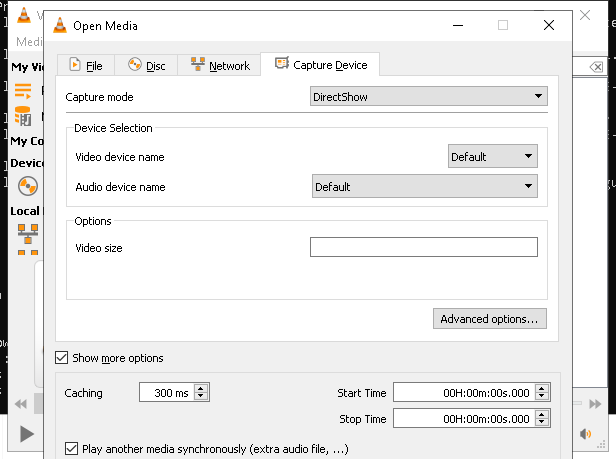 Open Media
Medi
File
Disc
Network
Capture Device
My Vi
Capture mode
DirectShow
Device Selection
Video device name
Default
Audio device name
Default
My Co
Device
Local
Options
Video size
Advanced options...
Show more options
Caching
300 ms
Start Time
00H:00m:00s.000
Stop Time
00H:00m:00s.000
Play another media synchronously (extra audio file, ...)